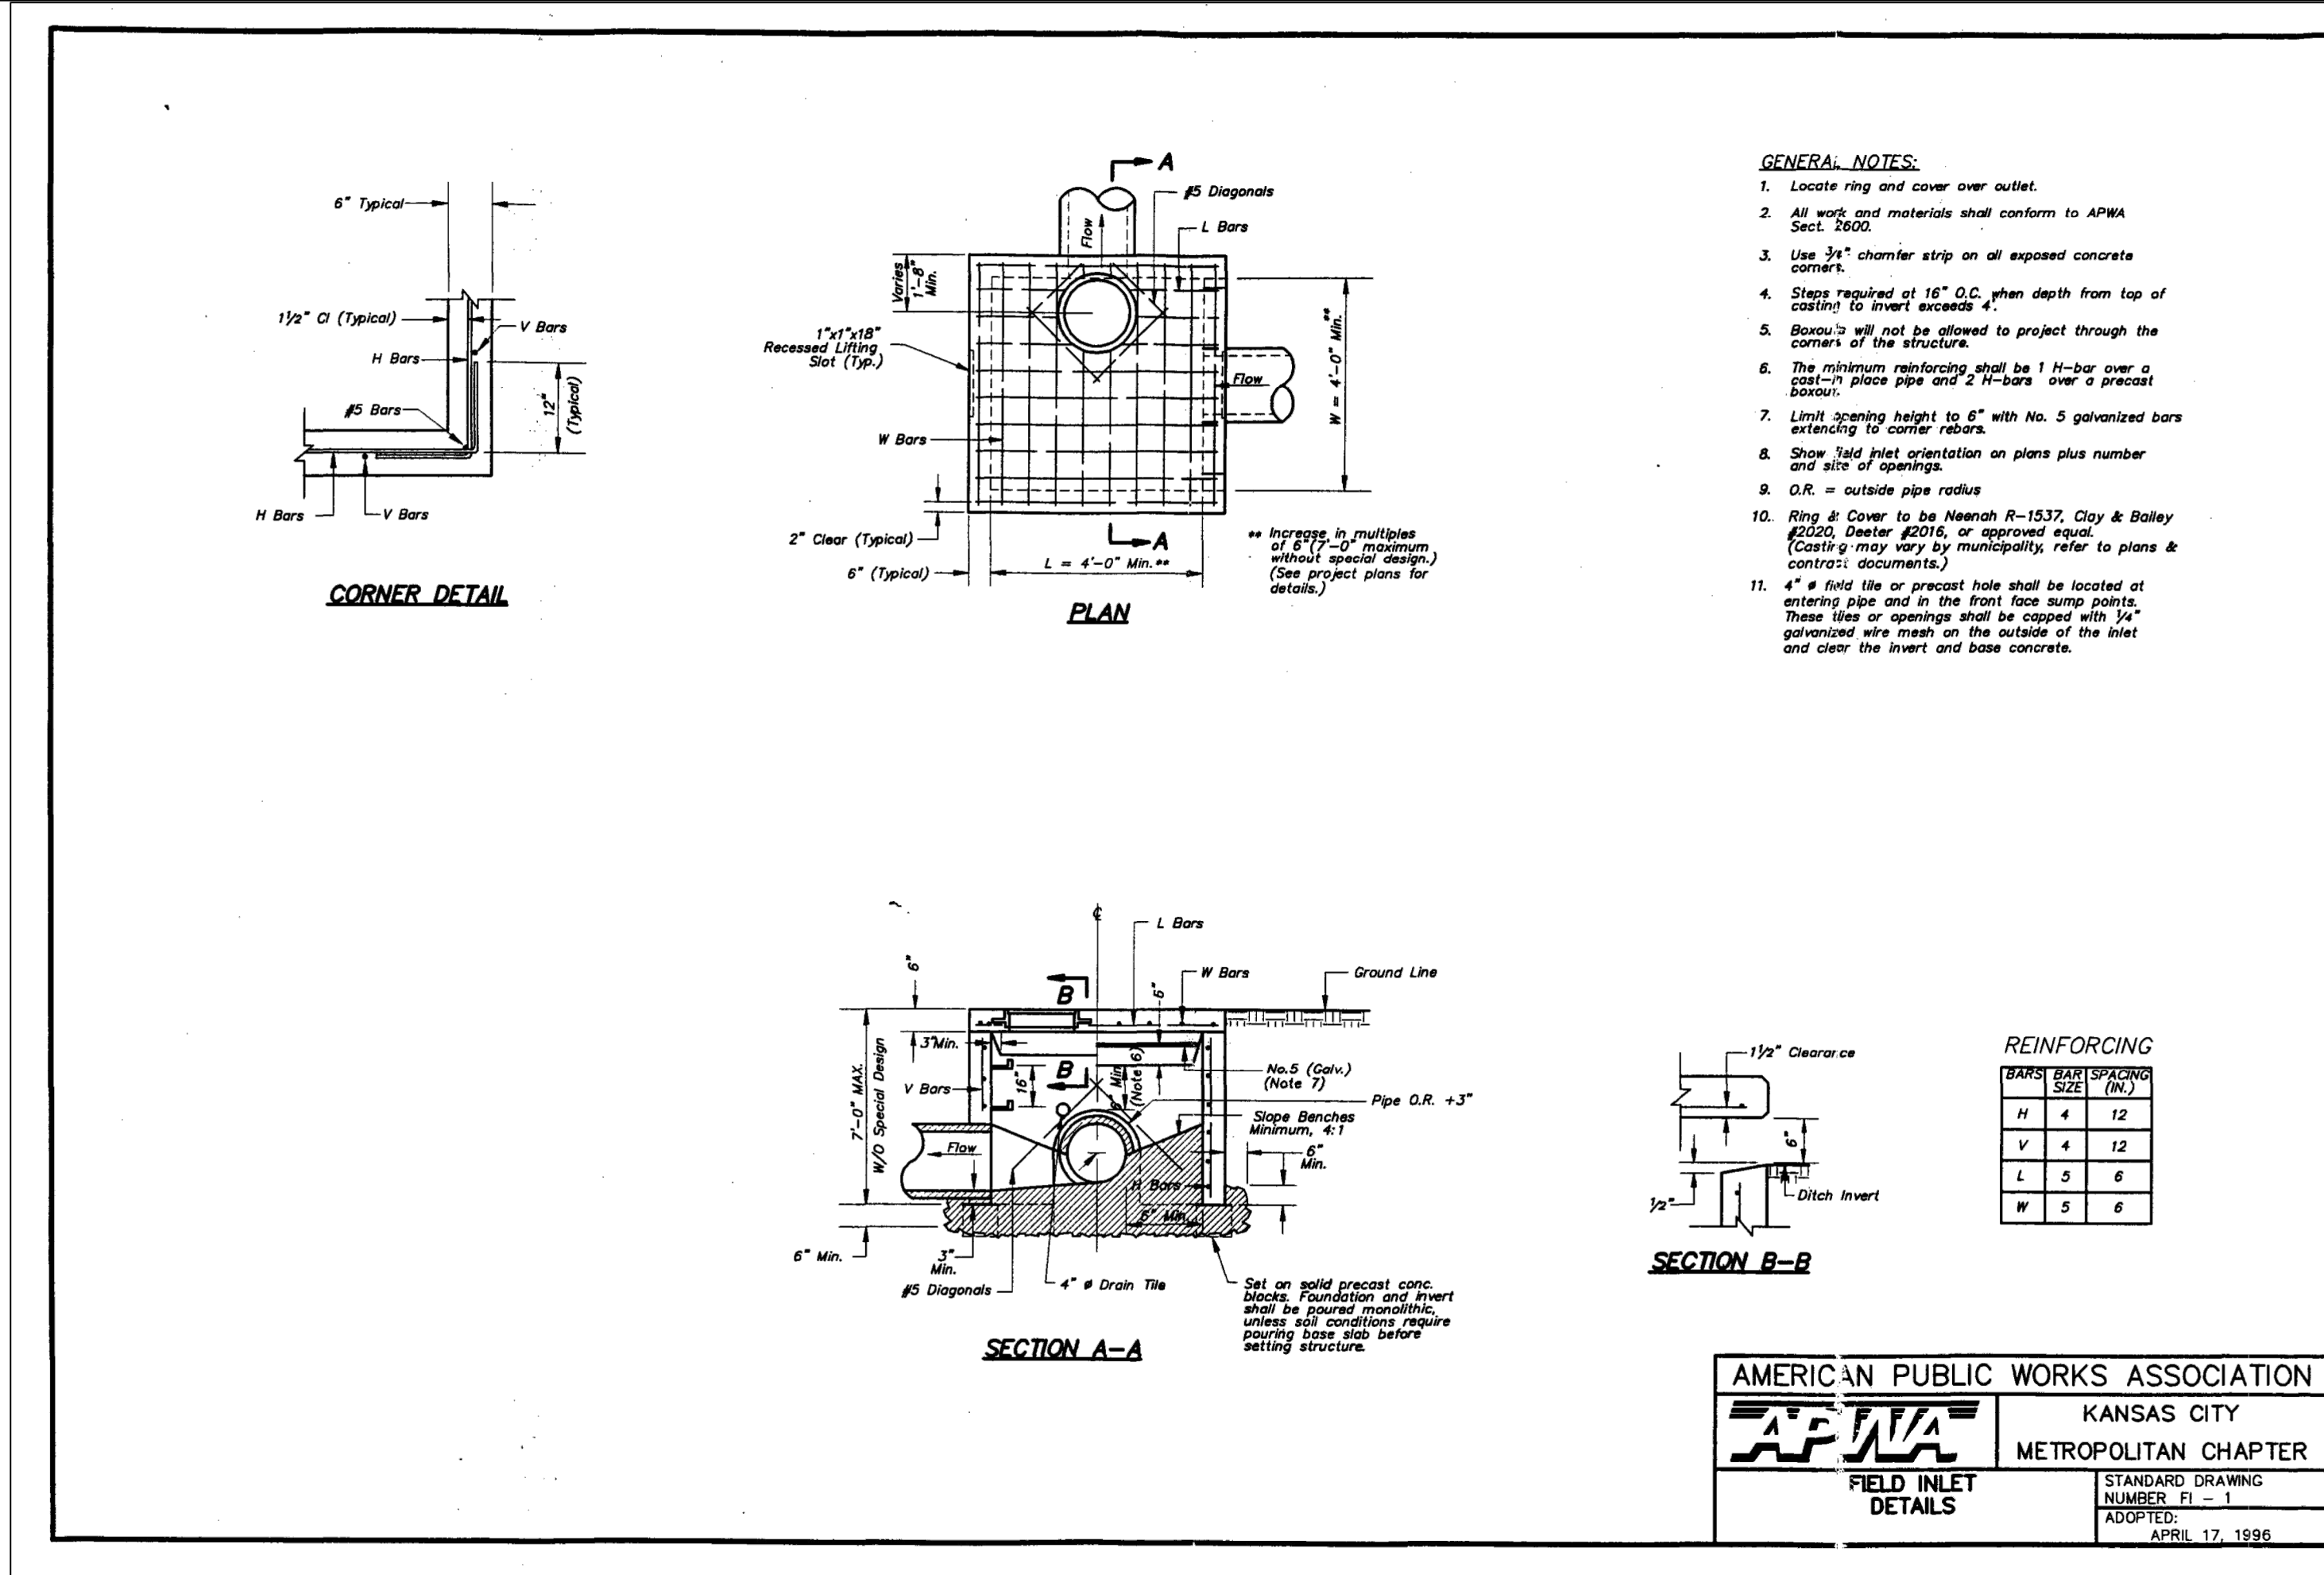 6" Typical
1½" Cl (Typical)
V Bars
H Bars
#5 Bars
12"
(Typical)
H Bars
V Bars
CORNER DETAIL
A
#5 Diagonals
L Bars
Flow
Varies
1'-8"
Min.
1"x1"x18"
Recessed Lifting
Slot (Typ.)
W = 4'-0" Min.**
Flow
W Bars
2" Clear (Typical)
A
6" (Typical)
L = 4'-0" Min.**
** Increase in multiples
of 6" (7'-0" maximum
without special design.)
(See project plans for
details.)
PLAN
GENERAL NOTES:
1. Locate ring and cover over outlet.
2. All work and materials shall conform to APWA
Sect. 2600.
3. Use ¾" chamfer strip on all exposed concrete
corners.
4. Steps required at 16" O.C. when depth from top of
casting to invert exceeds 4'.
5. Boxouts will not be allowed to project through the
corners of the structure.
6. The minimum reinforcing shall be 1 H-bar over a
cast-in place pipe and 2 H-bars over a precast
boxout.
7. Limit opening height to 6" with No. 5 galvanized bars
extending to corner rebars.
8. Show field inlet orientation on plans plus number
and size of openings.
9. O.R. = outside pipe radius
10. Ring & Cover to be Neenah R-1537, Clay & Bailey
#2020, Deeter #2016, or approved equal.
(Casting may vary by municipality, refer to plans &
contract documents.)
11. 4" ø field tile or precast hole shall be located at
entering pipe and in the front face sump points.
These tiles or openings shall be capped with ¼"
galvanized wire mesh on the outside of the inlet
and clear the invert and base concrete.
℄
L Bars
6"
B
6"
W Bars
Ground Line
3" Min.
7'-0" MAX.
W/O Special Design
V Bars
16"
B
6" Min.
(Note 6)
No.5 (Galv.)
(Note 7)
Pipe O.R. +3"
Slope Benches
Minimum, 4:1
Flow
6"
Min.
H Bars
6" Min.
6" Min.
3"
Min.
#5 Diagonals
4" ø Drain Tile
Set on solid precast conc.
blocks. Foundation and invert
shall be poured monolithic,
unless soil conditions require
pouring base slab before
setting structure.
SECTION A-A
1½" Clearance
6"
½"
Ditch Invert
SECTION B-B
REINFORCING
BARS BAR SIZE SPACING (IN.)
H 4 12
V 4 12
L 5 6
W 5 6
AMERICAN PUBLIC WORKS ASSOCIATION
APWA
KANSAS CITY
METROPOLITAN CHAPTER
FIELD INLET
DETAILS
STANDARD DRAWING
NUMBER FI - 1
ADOPTED:
APRIL 17, 1996